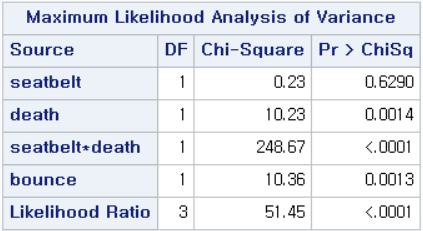 Maximum Likelihood Analysis of Variance
Source DF Chi-Square Pr > ChiSq
seatbelt 1 0.23 0.6290
death 1 10.23 0.0014
seatbelt*death 1 248.67 <.0001
bounce 1 10.36 0.0013
Likelihood Ratio 3 51.45 <.0001